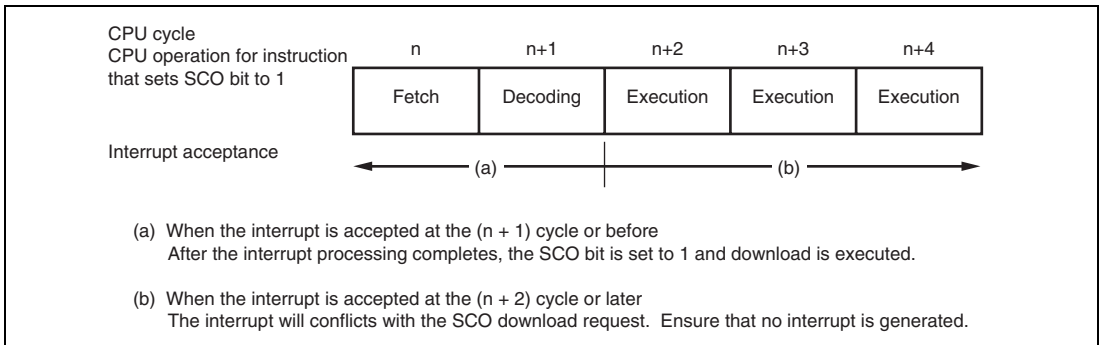 CPU cycle
CPU operation for instruction
that sets SCO bit to 1
n n+1 n+2 n+3 n+4
Fetch Decoding Execution Execution Execution
Interrupt acceptance
(a) (b)
(a) When the interrupt is accepted at the (n + 1) cycle or before
After the interrupt processing completes, the SCO bit is set to 1 and download is executed.
(b) When the interrupt is accepted at the (n + 2) cycle or later
The interrupt will conflicts with the SCO download request. Ensure that no interrupt is generated.